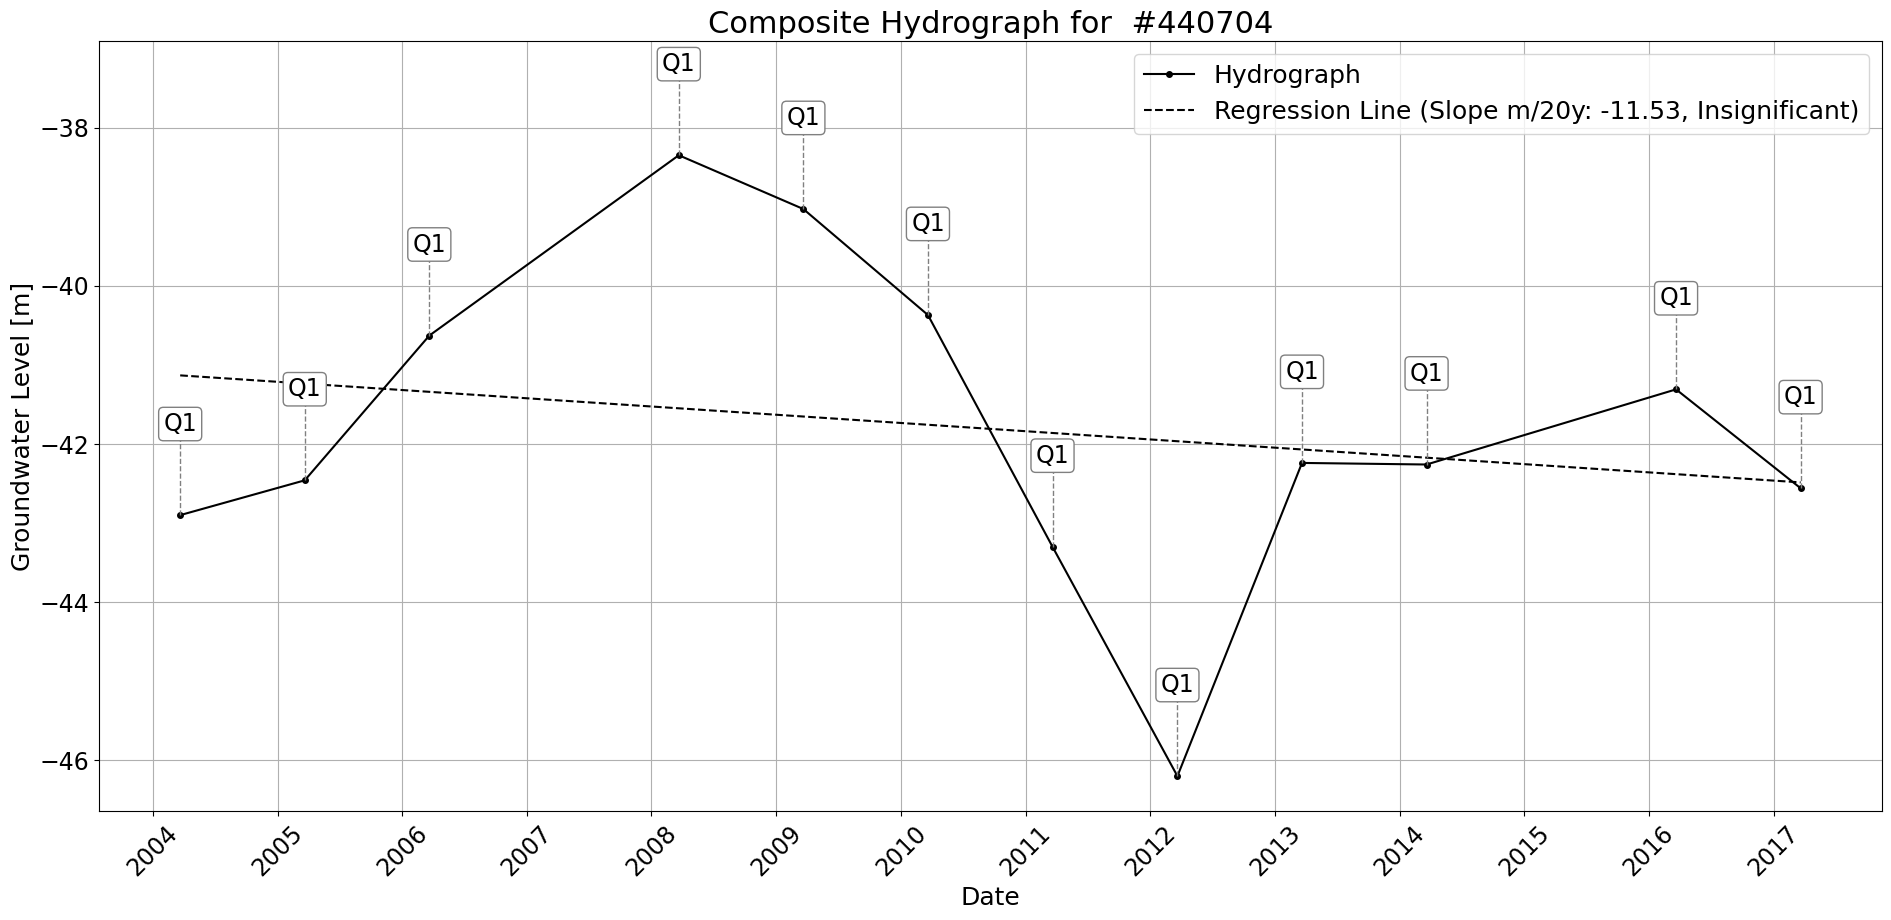 Composite Hydrograph for  #440704
Hydrograph
Regression Line (Slope m/20y: -11.53, Insignificant)
Q1
Q1
Q1
Q1
Q1
Q1
Q1
Q1
Q1
Q1
Q1
Q1
Groundwater Level [m]
−38
−40
−42
−44
−46
2004
2005
2006
2007
2008
2009
2010
2011
2012
2013
2014
2015
2016
2017
Date